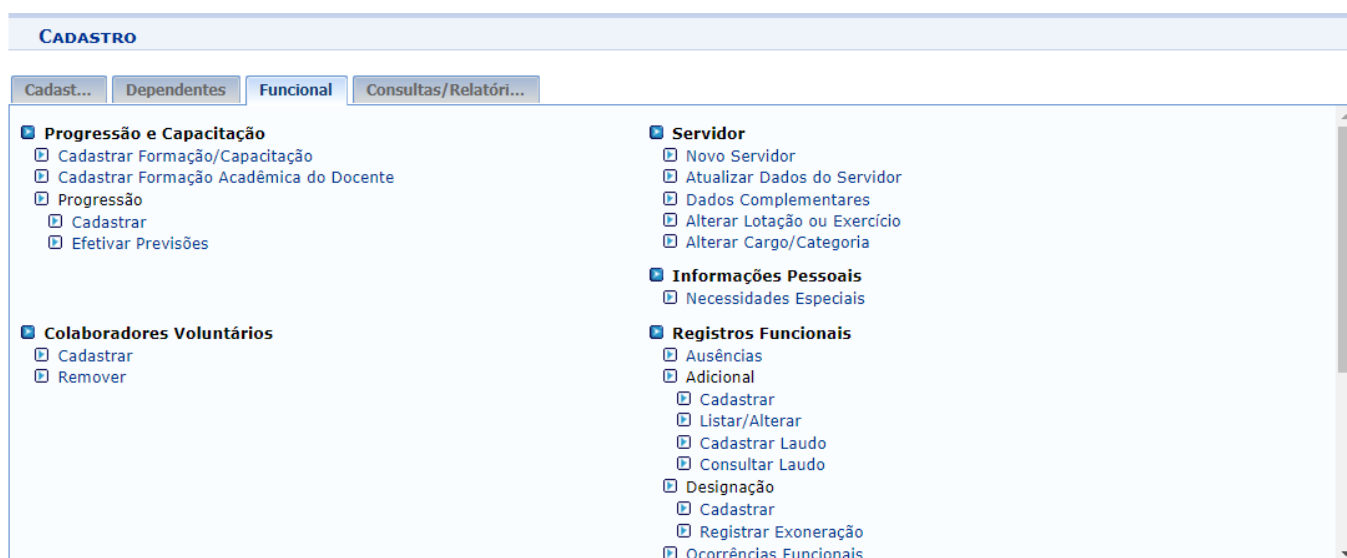 CADASTRO
Cadast...
Dependentes
Funcional
Consultas/Relatóri...
Progressão e Capacitação
Cadastrar Formação/Capacitação
Cadastrar Formação Acadêmica do Docente
Progressão
Cadastrar
Efetivar Previsões
Colaboradores Voluntários
Cadastrar
Remover
Servidor
Novo Servidor
Atualizar Dados do Servidor
Dados Complementares
Alterar Lotação ou Exercício
Alterar Cargo/Categoria
Informações Pessoais
Necessidades Especiais
Registros Funcionais
Ausências
Adicional
Cadastrar
Listar/Alterar
Cadastrar Laudo
Consultar Laudo
Designação
Cadastrar
Registrar Exoneração
Ocorrências Funcionais